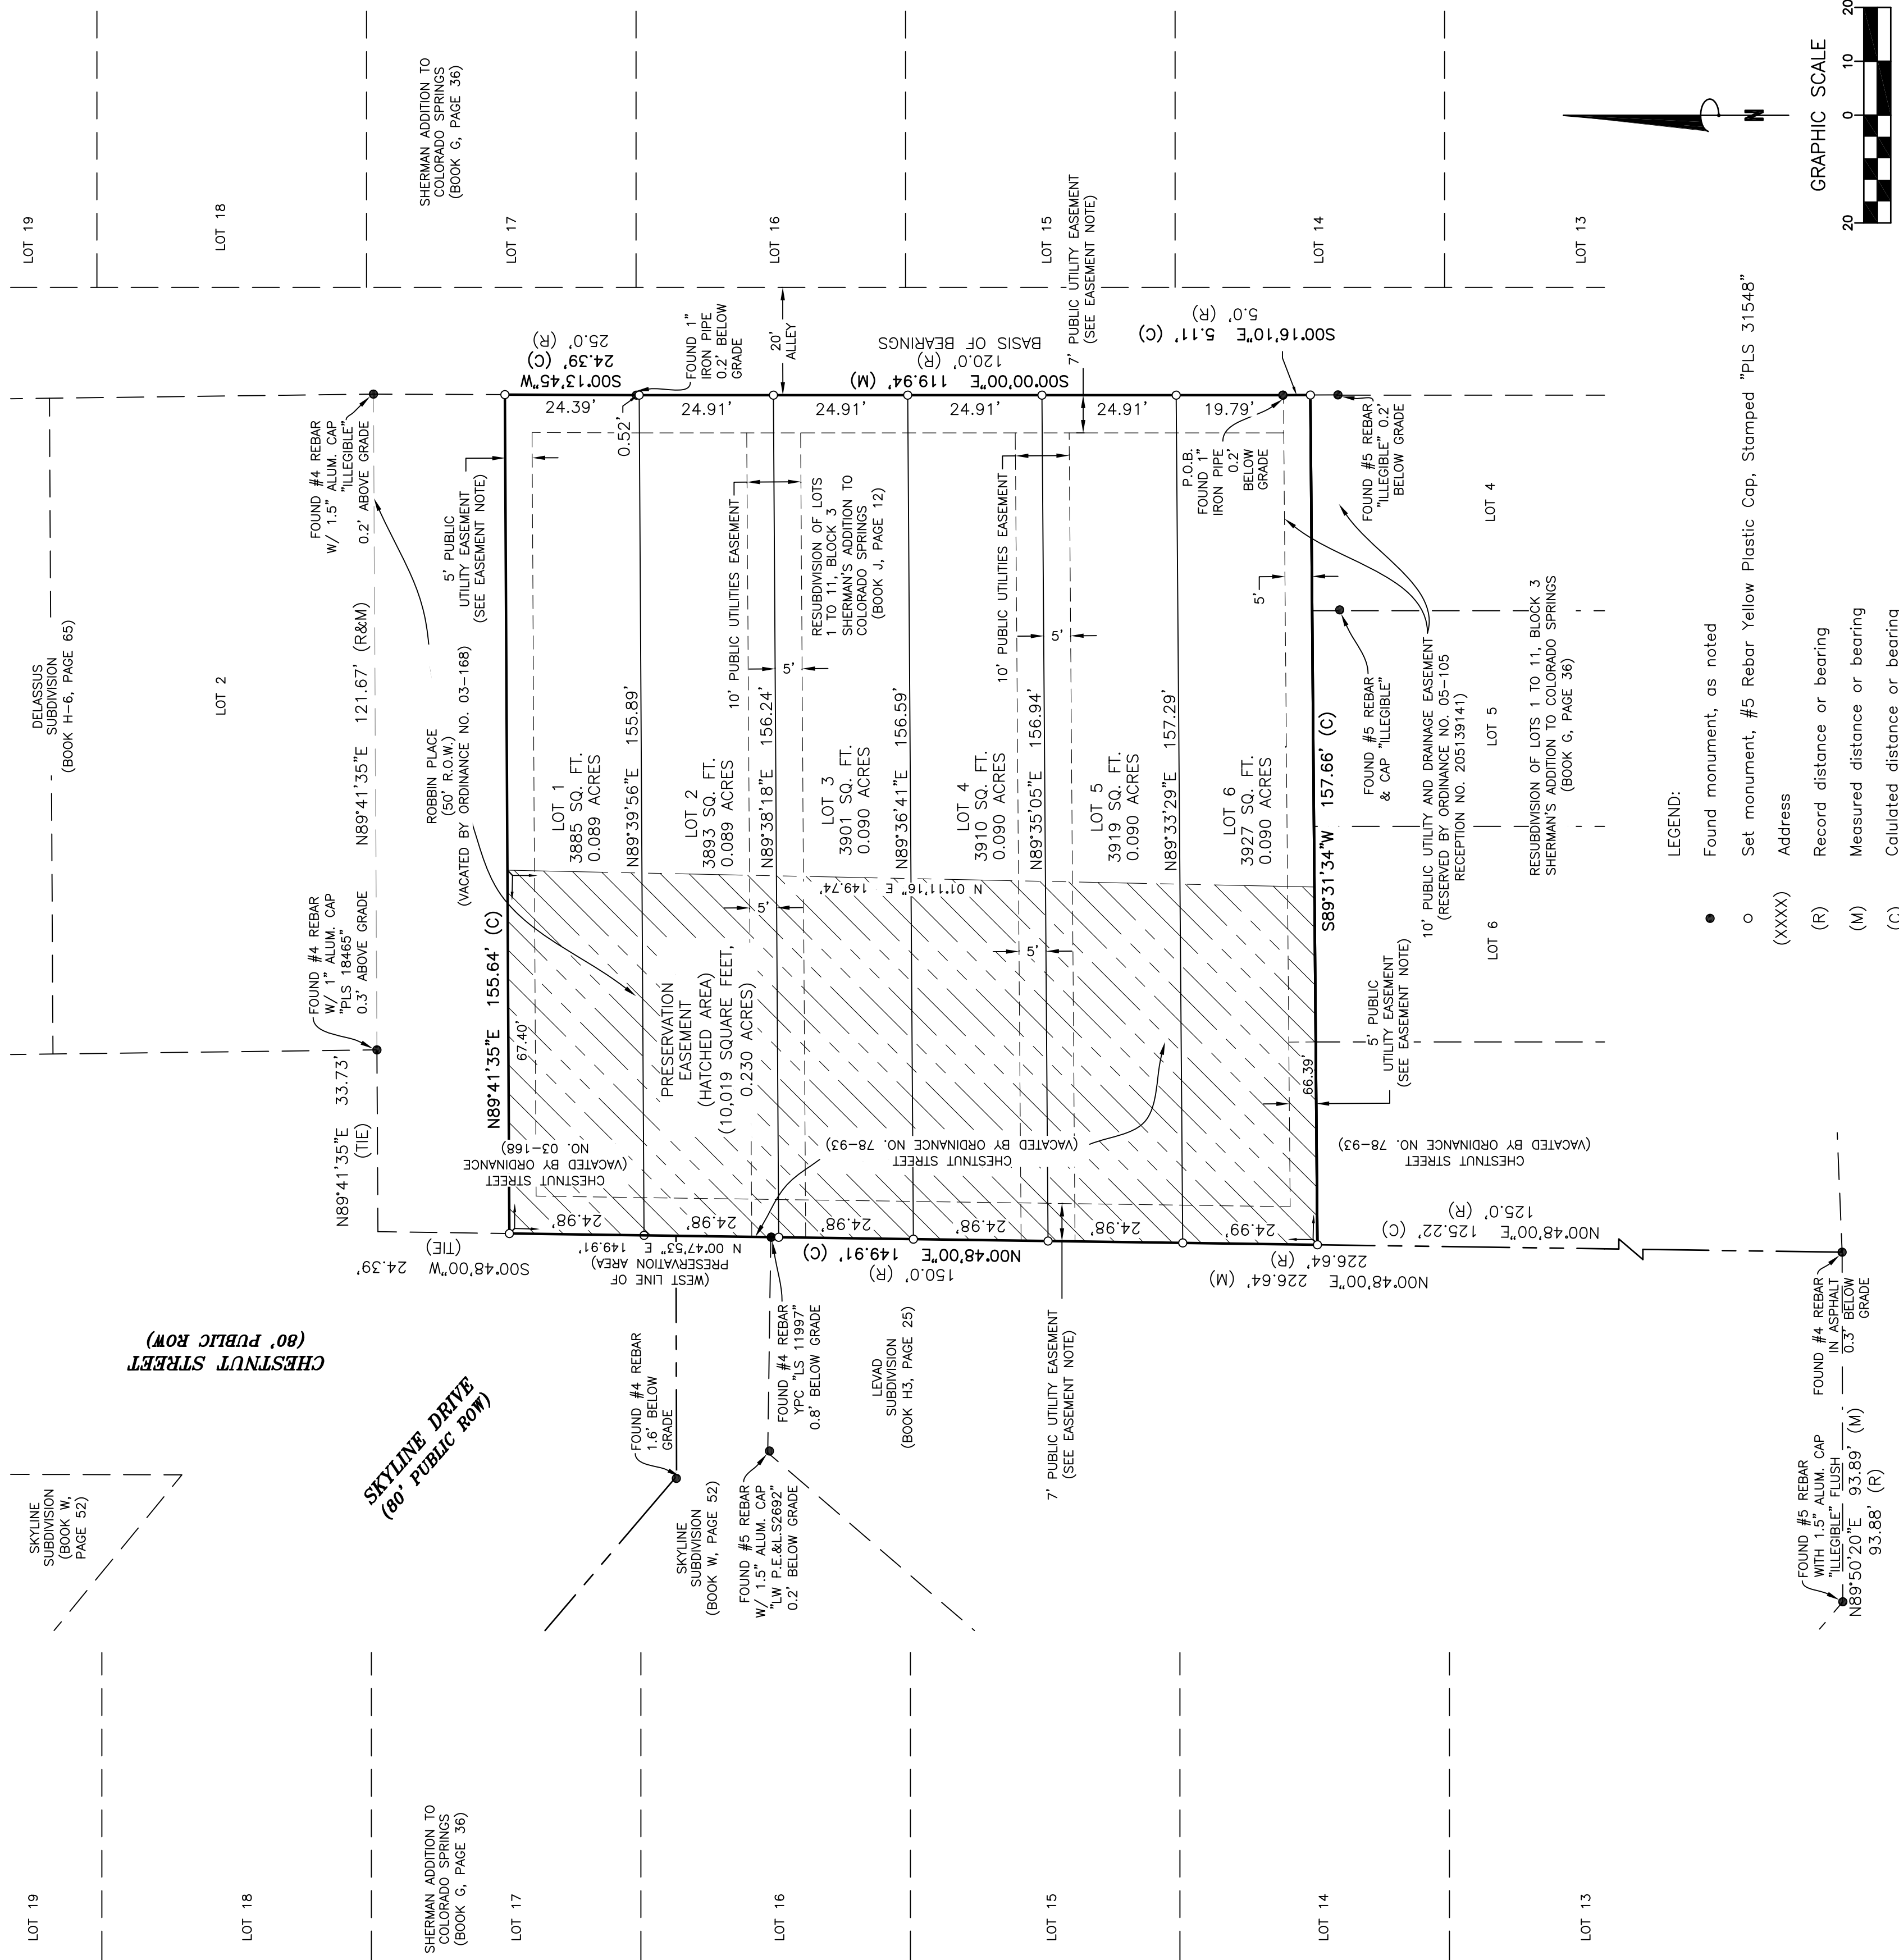 LOT 19
LOT 18
LOT 17
LOT 16
LOT 15
LOT 14
LOT 13
SHERMAN ADDITION TO
COLORADO SPRINGS
(BOOK G, PAGE 36)
DELASSUS
SUBDIVISION
(BOOK H-6, PAGE 65)
LOT 2
FOUND #4 REBAR
W/ 1.5" ALUM. CAP
"ILLEGIBLE"
0.2' ABOVE GRADE
N89°41'35"E 121.67' (R&M)
FOUND #4 REBAR
W/ 1" ALUM. CAP
"PLS 18465"
0.3' ABOVE GRADE
N89°41'35"E 33.73'
(TIE)
S00°48'00"W 24.39'
(TIE)
ROBBIN PLACE
(50' R.O.W.)
(VACATED BY ORDINANCE NO. 03-168)
5' PUBLIC
UTILITY EASEMENT
(SEE EASEMENT NOTE)
N89°41'35"E 155.64' (C)
67.40'
S00°13'45"W
24.39' (C)
25.0' (R)
FOUND 1"
IRON PIPE
0.2' BELOW
GRADE
20'
ALLEY
S00°00'00"E 119.94' (M)
120.0' (R)
BASIS OF BEARINGS
7' PUBLIC UTILITY EASEMENT
(SEE EASEMENT NOTE)
S00°16'10"E 5.11' (C)
5.0' (R)
24.39'
0.52'
24.91'
24.91'
24.91'
24.91'
19.79'
LOT 1
3885 SQ. FT.
0.089 ACRES
N89°39'56"E 155.89'
LOT 2
3893 SQ. FT.
0.089 ACRES
10' PUBLIC UTILITIES EASEMENT
N89°38'18"E 156.24'
5'
5'
RESUBDIVISION OF LOTS
1 TO 11, BLOCK 3
SHERMAN'S ADDITION TO
COLORADO SPRINGS
(BOOK J, PAGE 12)
LOT 3
3901 SQ. FT.
0.090 ACRES
N89°36'41"E 156.59'
LOT 4
3910 SQ. FT.
0.090 ACRES
10' PUBLIC UTILITIES EASEMENT
N89°35'05"E 156.94'
5'
5'
LOT 5
3919 SQ. FT.
0.090 ACRES
N89°33'29"E 157.29'
LOT 6
3927 SQ. FT.
0.090 ACRES
P.O.B.
FOUND 1"
IRON PIPE
0.2'
BELOW
GRADE
5'
S89°31'34"W 157.66' (C)
66.39'
N 01°11'16" E 149.74'
PRESERVATION
EASEMENT
(HATCHED AREA)
(10,019 SQUARE FEET,
0.230 ACRES)
CHESTNUT STREET
(VACATED BY ORDINANCE
NO. 03-168)
CHESTNUT STREET
(VACATED BY ORDINANCE NO. 78-93)
24.98'
24.98'
24.98'
24.98'
24.98'
24.99'
(WEST LINE OF
PRESERVATION AREA)
N 00°47'53" E 149.91'
N00°48'00"E 149.91' (C)
150.0' (R)
N00°48'00"E 226.64' (M)
226.64' (R)
N00°48'00"E 125.22' (C)
125.0' (R)
CHESTNUT STREET
(VACATED BY ORDINANCE NO. 78-93)
5' PUBLIC
UTILITY EASEMENT
(SEE EASEMENT NOTE)
FOUND #5 REBAR
"ILLEGIBLE" 0.2'
BELOW GRADE
FOUND #5 REBAR
& CAP "ILLEGIBLE"
10' PUBLIC UTILITY AND DRAINAGE EASEMENT
(RESERVED BY ORDINANCE NO. 05-105
RECEPTION NO. 205139141)
LOT 4
LOT 5
LOT 6
RESUBDIVISION OF LOTS 1 TO 11, BLOCK 3
SHERMAN'S ADDITION TO COLORADO SPRINGS
(BOOK G, PAGE 36)
CHESTNUT STREET
(80' PUBLIC ROW)
SKYLINE DRIVE
(80' PUBLIC ROW)
SKYLINE
SUBDIVISION
(BOOK W,
PAGE 52)
FOUND #4 REBAR
1.6' BELOW
GRADE
SKYLINE
SUBDIVISION
(BOOK W, PAGE 52)
FOUND #5 REBAR
W/ 1.5" ALUM. CAP
"LW P.E.&L.S2692"
0.2' BELOW GRADE
FOUND #4 REBAR
YPC "LS 11997"
0.8' BELOW GRADE
LEVAD
SUBDIVISION
(BOOK H3, PAGE 25)
7' PUBLIC UTILITY EASEMENT
(SEE EASEMENT NOTE)
FOUND #4 REBAR
IN ASPHALT
0.3' BELOW
GRADE
FOUND #5 REBAR
WITH 1.5" ALUM. CAP
"ILLEGIBLE" FLUSH
N89°50'20"E 93.89' (M)
93.88' (R)
LOT 19
LOT 18
LOT 17
LOT 16
LOT 15
LOT 14
LOT 13
SHERMAN ADDITION TO
COLORADO SPRINGS
(BOOK G, PAGE 36)
N
GRAPHIC SCALE
20 0 10 20
LEGEND:
Found monument, as noted
Set monument, #5 Rebar Yellow Plastic Cap, Stamped "PLS 31548"
(XXXX) Address
(R) Record distance or bearing
(M) Measured distance or bearing
(C) Calulated distance or bearing